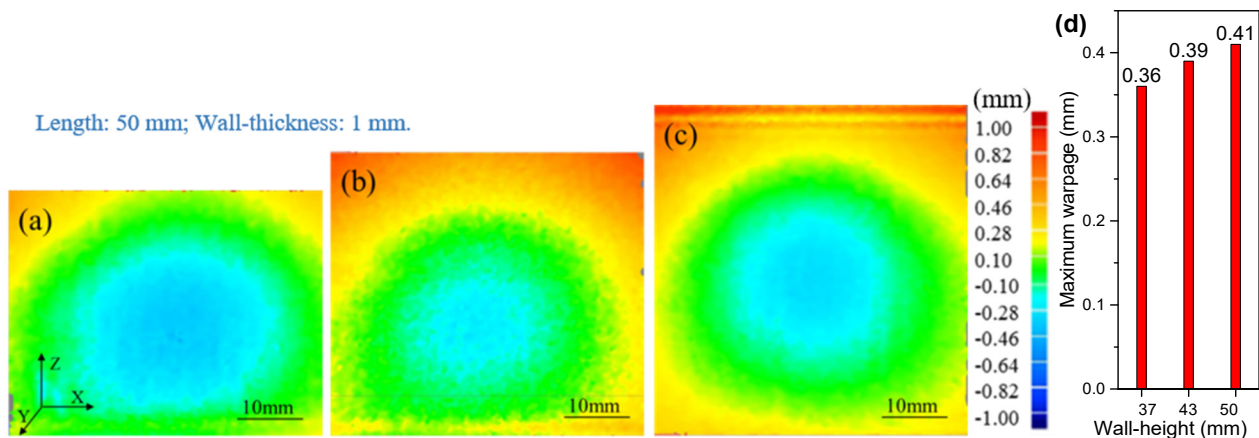 Length: 50 mm; Wall-thickness: 1 mm.
(a)
Z
X
Y
10mm
(b)
10mm
(c)
10mm
(mm)
1.00
0.82
0.64
0.46
0.28
0.10
-0.10
-0.28
-0.46
-0.64
-0.82
-1.00
(d)
Maximum warpage (mm)
0.4
0.3
0.2
0.1
0.0
0.36
0.39
0.41
37 43 50
Wall-height (mm)